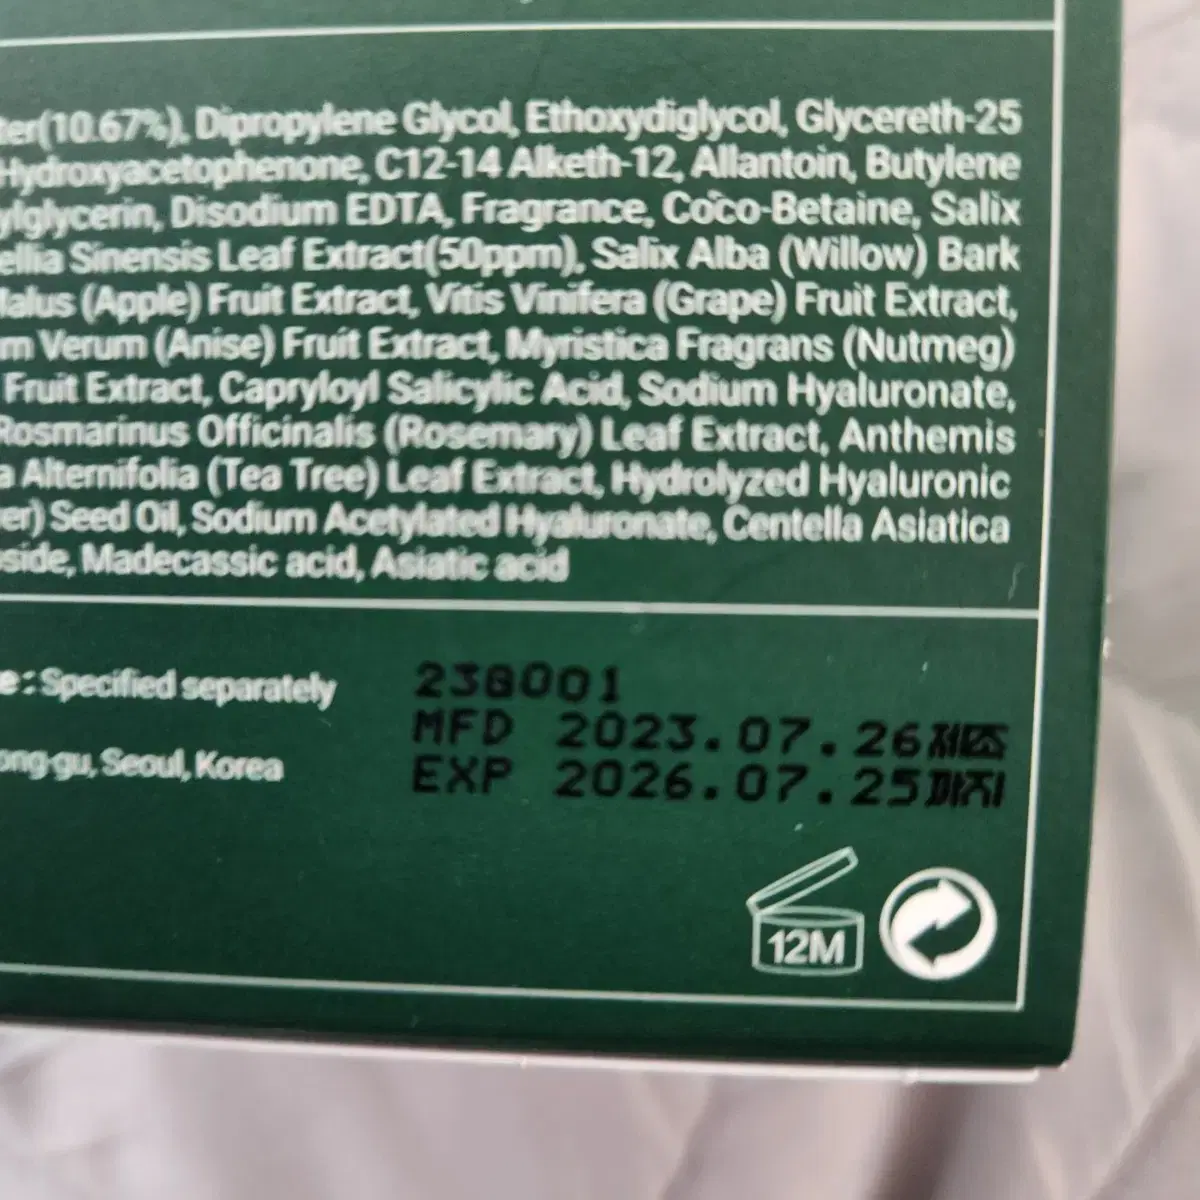 ter(10.67%), Dipropylene Glycol, Ethoxydiglycol, Glycereth-25
Hydroxyacetophenone, C12-14 Alketh-12, Allantoin, Butylene
ylglycerin, Disodium EDTA, Fragrance, Coco-Betaine, Salix
ellia Sinensis Leaf Extract(50ppm), Salix Alba (Willow) Bark
Malus (Apple) Fruit Extract, Vitis Vinifera (Grape) Fruit Extract,
m Verum (Anise) Fruit Extract, Myristica Fragrans (Nutmeg)
Fruit Extract, Capryloyl Salicylic Acid, Sodium Hyaluronate,
Rosmarinus Officinalis (Rosemary) Leaf Extract, Anthemis
a Alternifolia (Tea Tree) Leaf Extract, Hydrolyzed Hyaluronic
er) Seed Oil, Sodium Acetylated Hyaluronate, Centella Asiatica
side, Madecassic acid, Asiatic acid
e : Specified separately
ong-gu, Seoul, Korea
23G001
MFD 2023.07.26제조
EXP 2026.07.25까지
12M